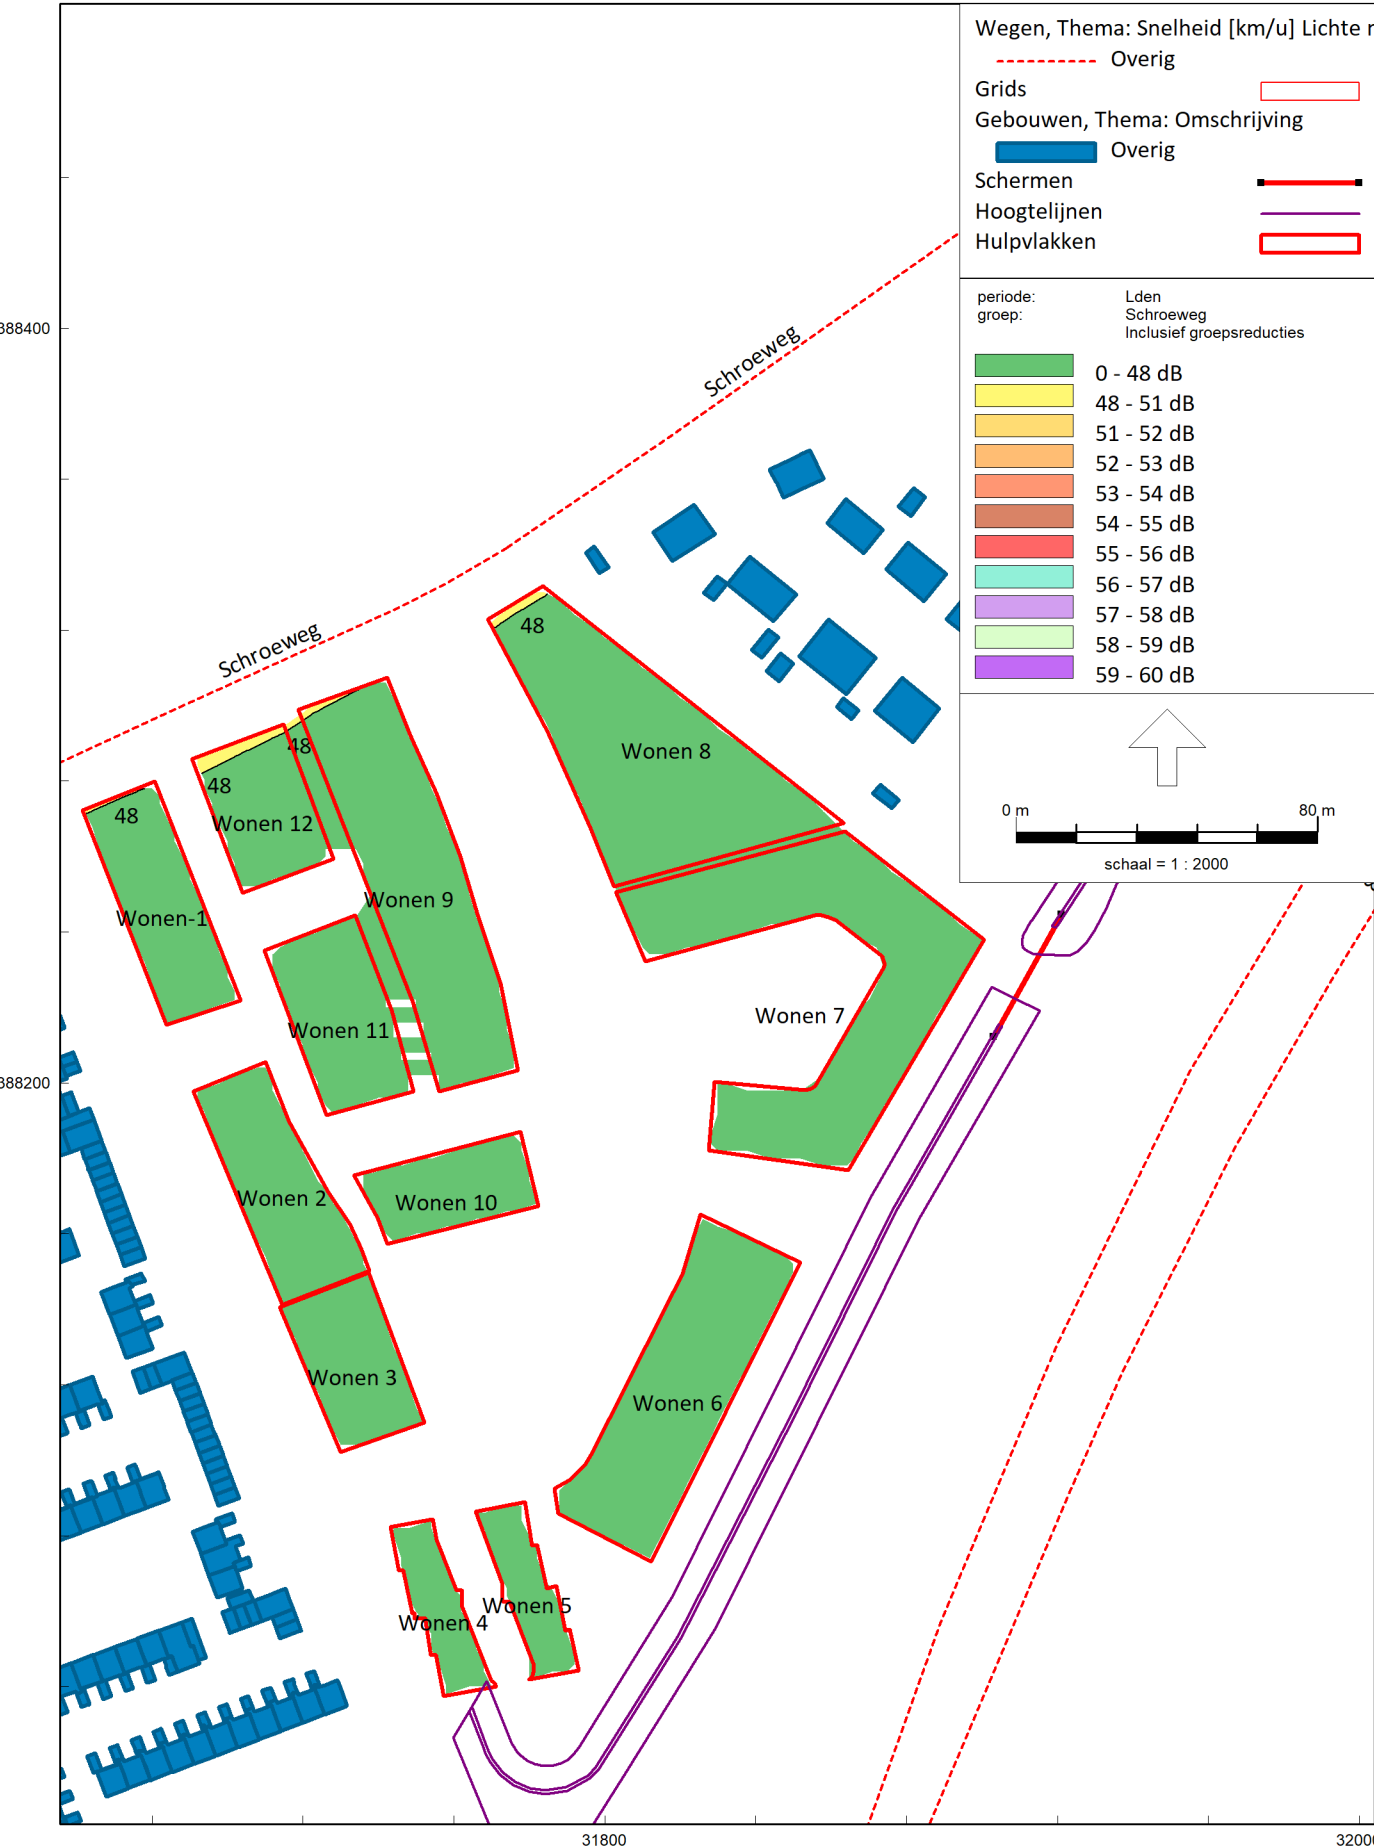 Wegen, Thema: Snelheid [km/u] Lichte
Overig
Grids
Gebouwen, Thema: Omschrijving
Overig
Schermen
Hoogtelijnen
Hulpvlakken
periode: Lden
groep: Schroeweg
Inclusief groepsreducties
0 - 48 dB
48 - 51 dB
51 - 52 dB
52 - 53 dB
53 - 54 dB
54 - 55 dB
55 - 56 dB
56 - 57 dB
57 - 58 dB
58 - 59 dB
59 - 60 dB
0 m 80 m
schaal = 1 : 2000
388400
Schroeweg
48
Schroeweg
48
Wonen 8
48
48
Wonen 12
Wonen 9
Wonen-1
Wonen 7
Wonen 11
388200
Wonen 2
Wonen 10
Wonen 3
Wonen 6
Wonen 5
Wonen 4
31800
32000